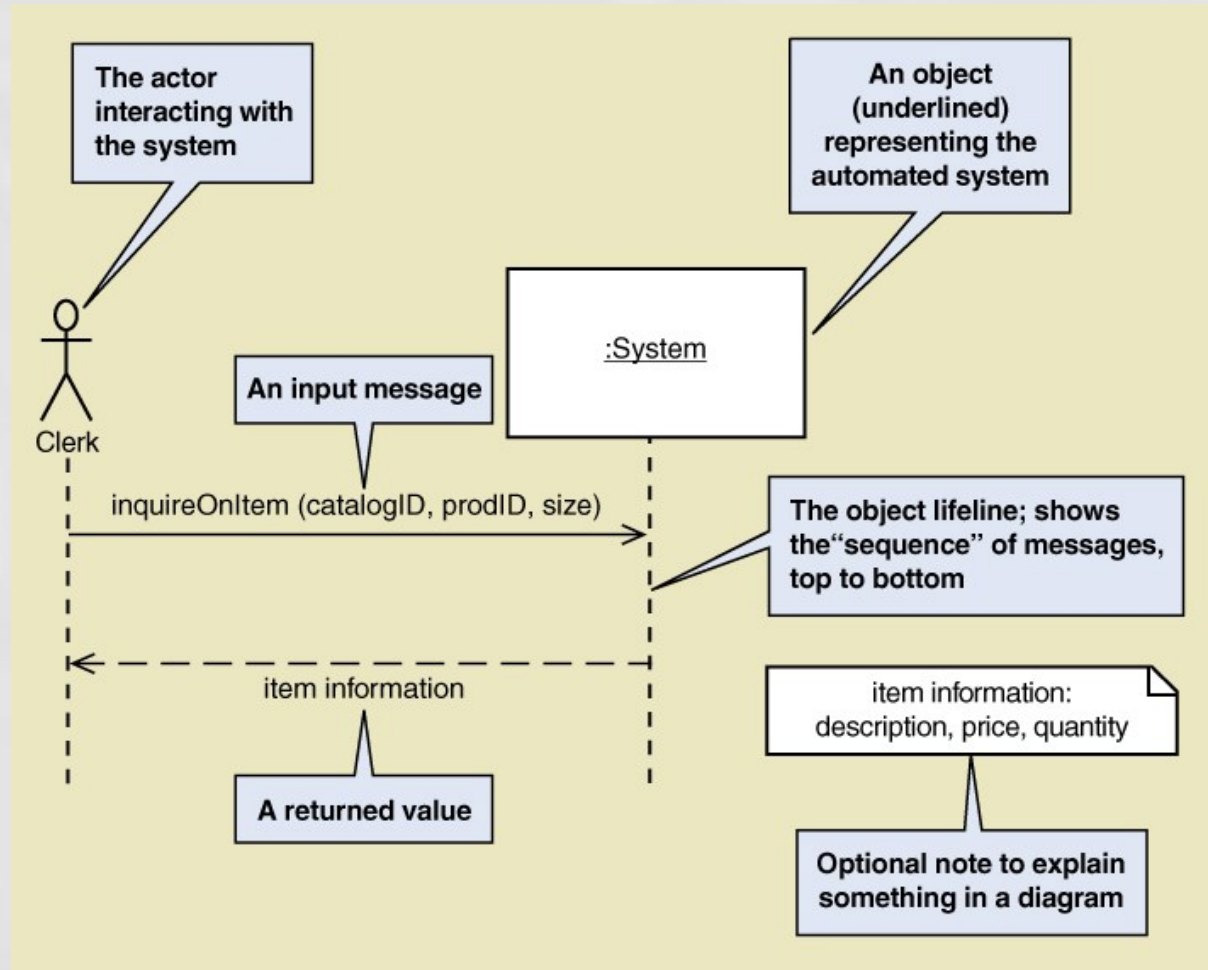 The actor
interacting with
the system
An object
(underlined)
representing the
automated system
:System
An input message
Clerk
inquireOnItem (catalogID, prodID, size)
The object lifeline; shows
the“sequence” of messages,
top to bottom
item information
item information:
description, price, quantity
A returned value
Optional note to explain
something in a diagram